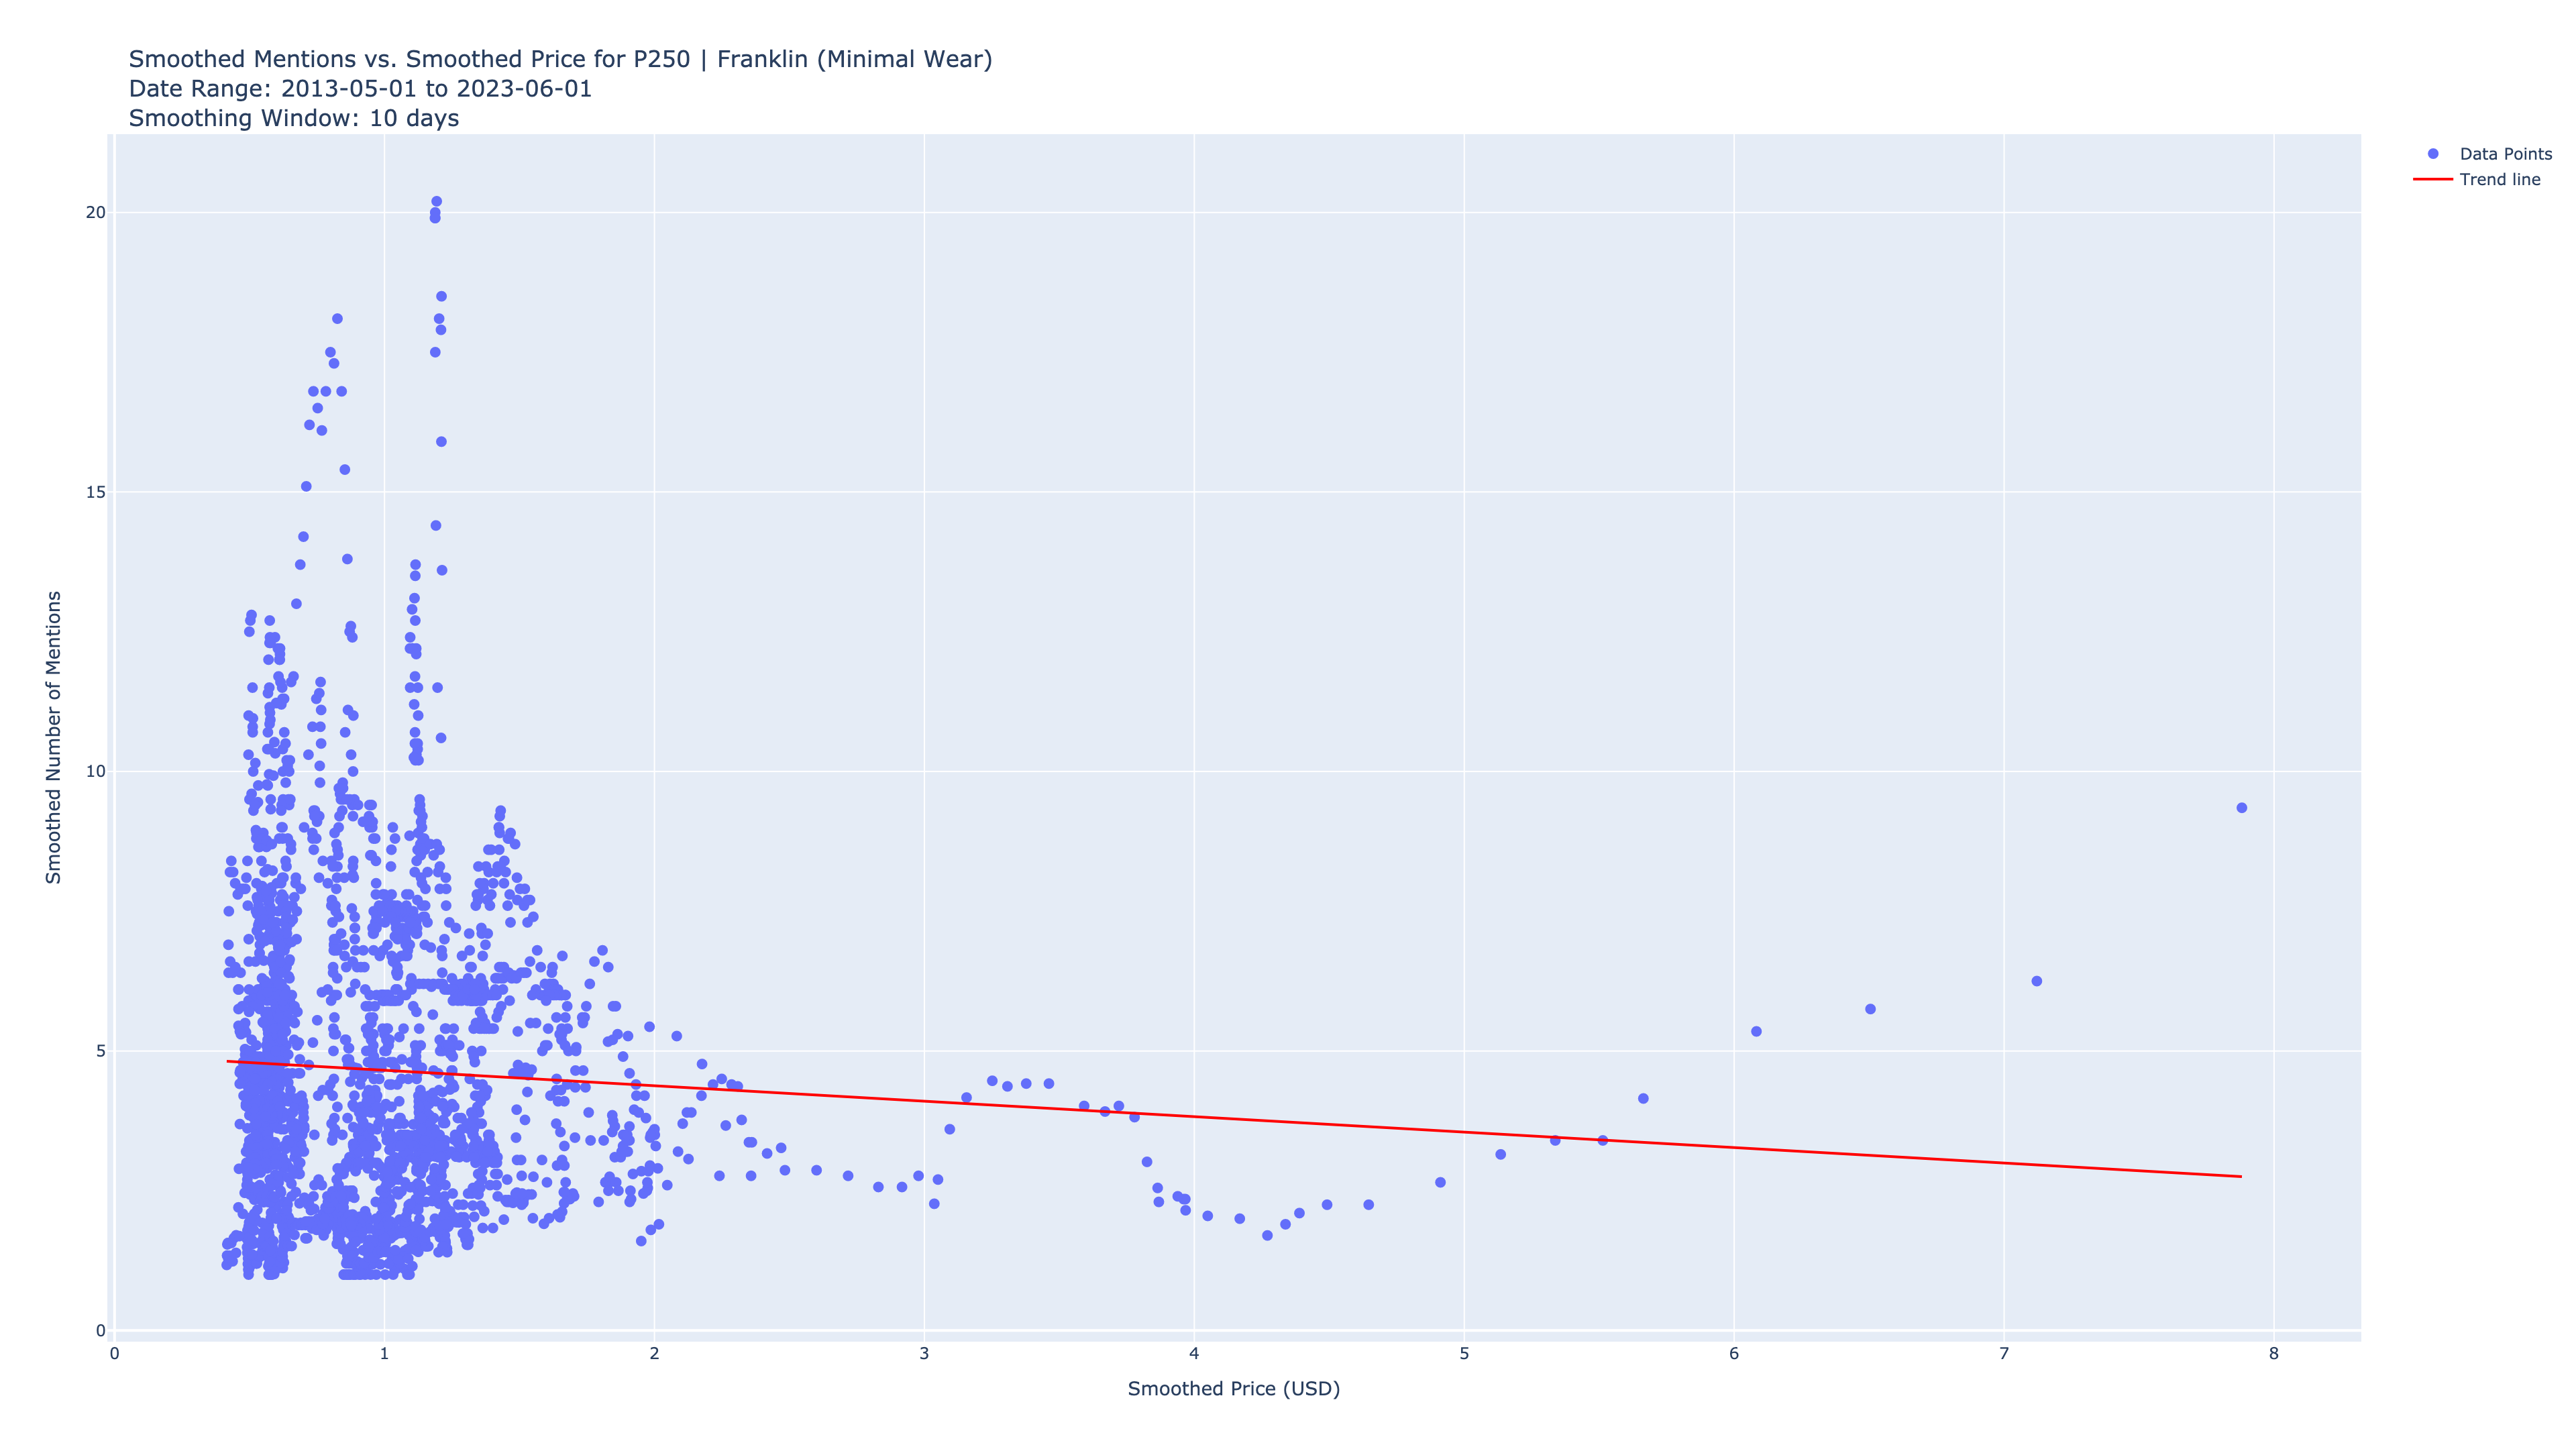 Smoothed Mentions vs. Smoothed Price for P250 | Franklin (Minimal Wear)
Date Range: 2013-05-01 to 2023-06-01
Smoothing Window: 10 days
Data Points
Trend line
Smoothed Number of Mentions
20
15
10
5
0
0 1 2 3 4 5 6 7 8
Smoothed Price (USD)